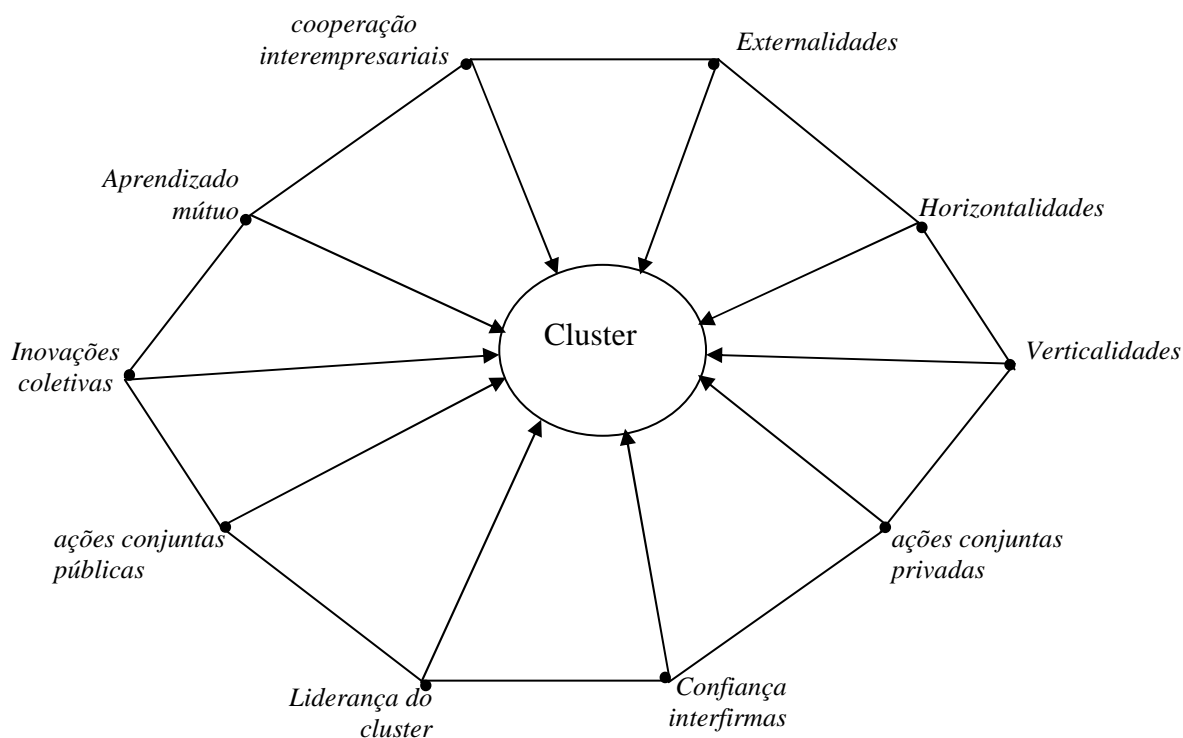 cooperação
interempresariais
Externalidades
Aprendizado
mútuo
Horizontalidades
Cluster
Inovações
coletivas
Verticalidades
ações conjuntas
públicas
ações conjuntas
privadas
Liderança do
cluster
Confiança
interfirmas